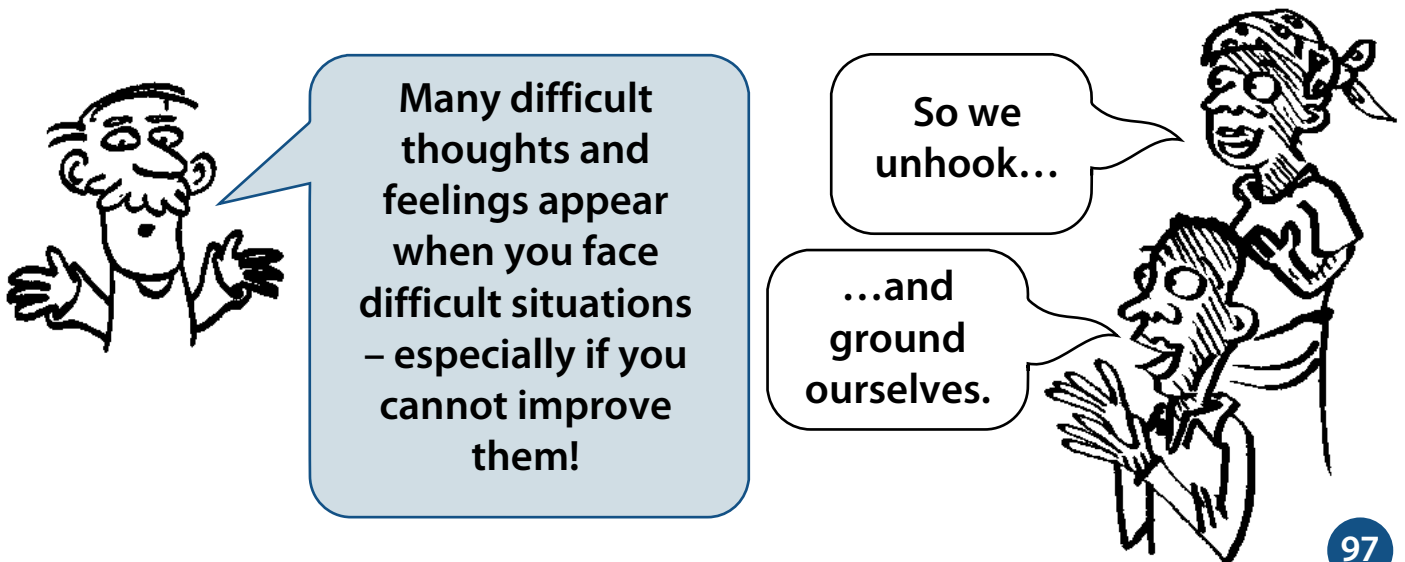 Many difficult
thoughts and
feelings appear
when you face
difficult situations
– especially if you
cannot improve
them!
So we
unhook…
…and
ground
ourselves.
97